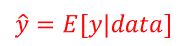 ŷ = E[y|data]